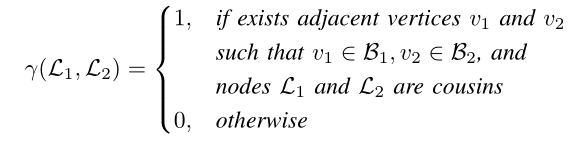 1, if exists adjacent vertices v₁ and v₂
such that v₁ ∈ ℬ₁, v₂ ∈ ℬ₂, and
γ(ℒ₁, ℒ₂) = {
nodes ℒ₁ and ℒ₂ are cousins
0, otherwise